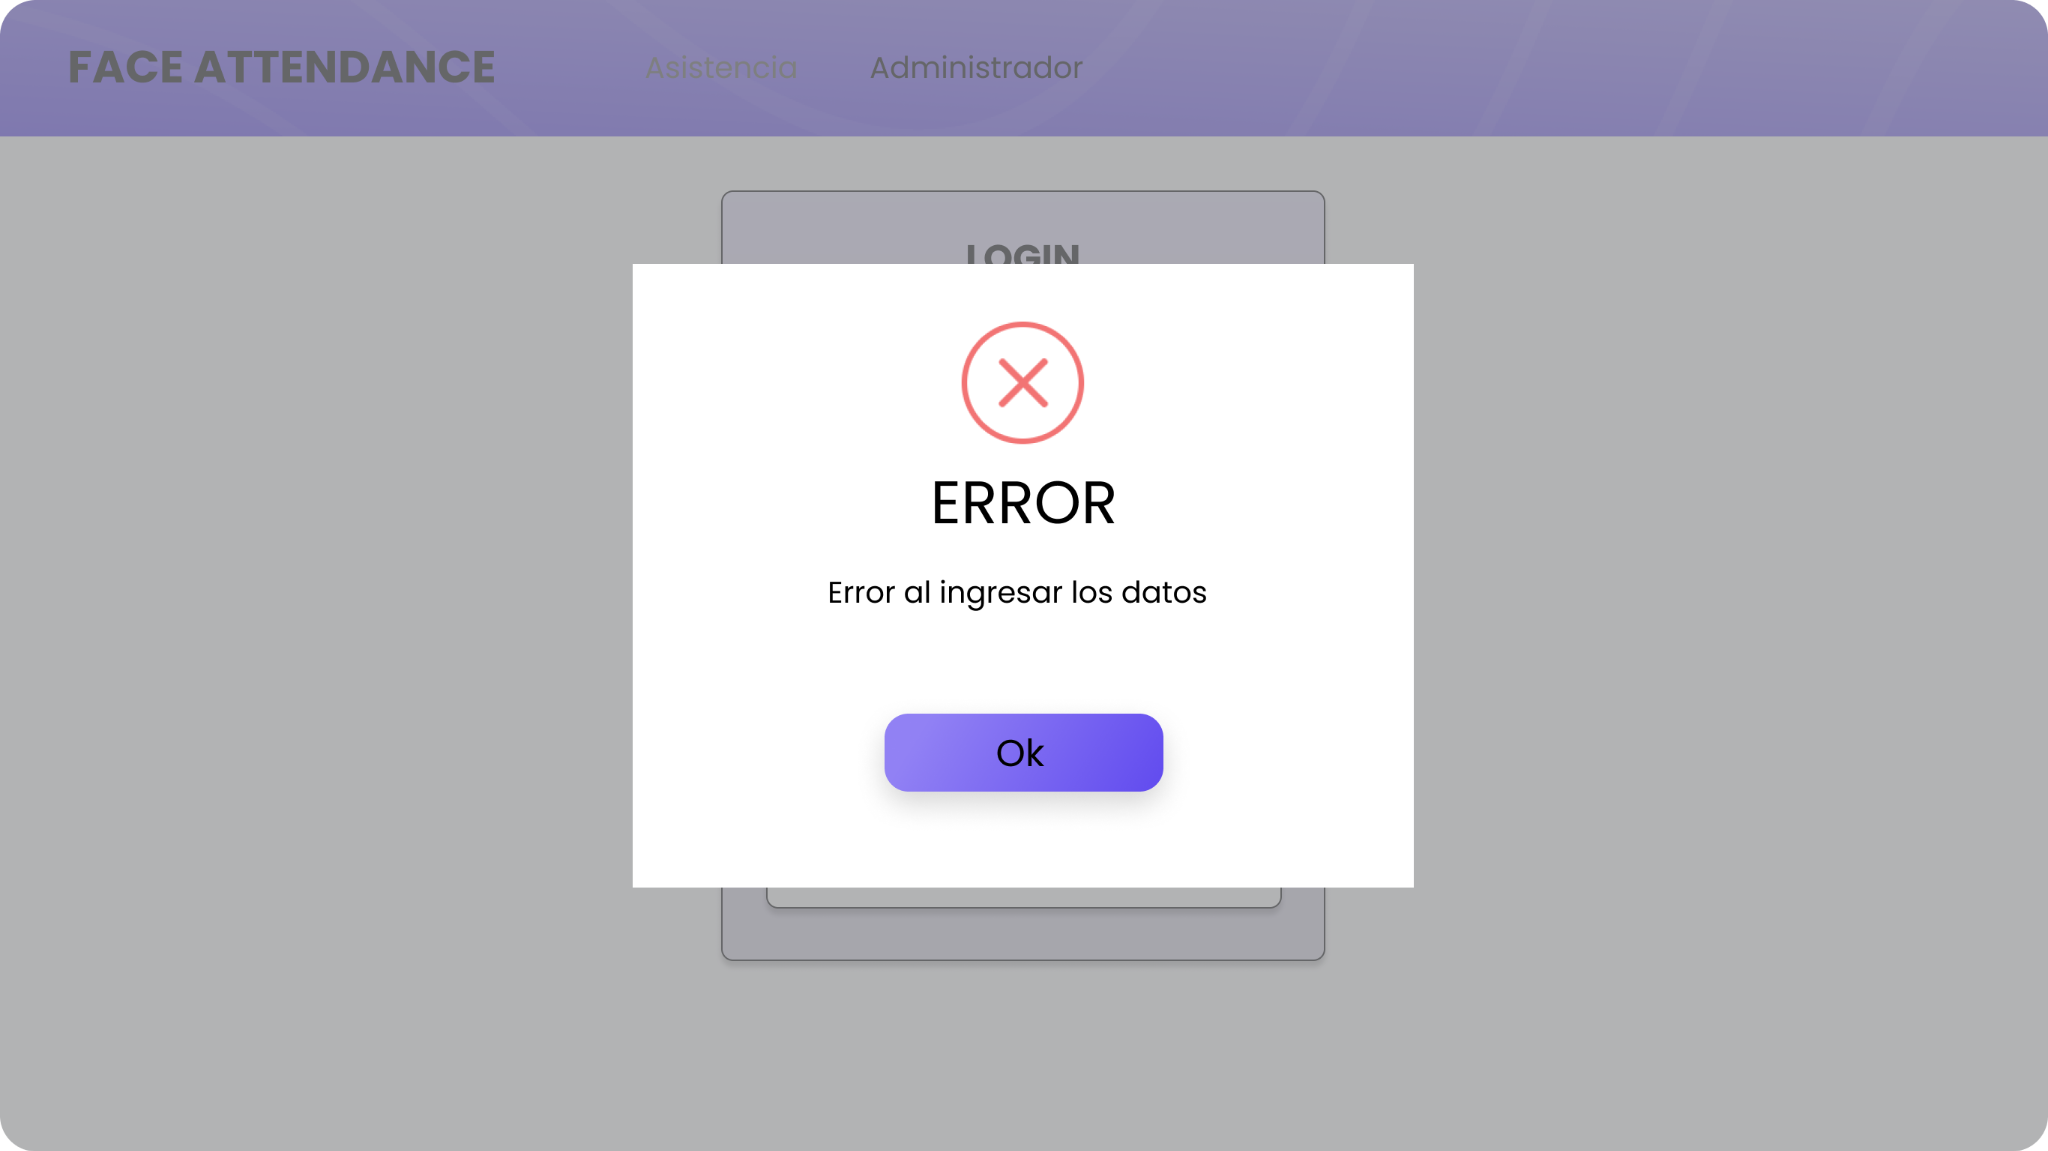 FACE ATTENDANCE
Asistencia
Administrador
LOGIN
ERROR
Error al ingresar los datos
Ok